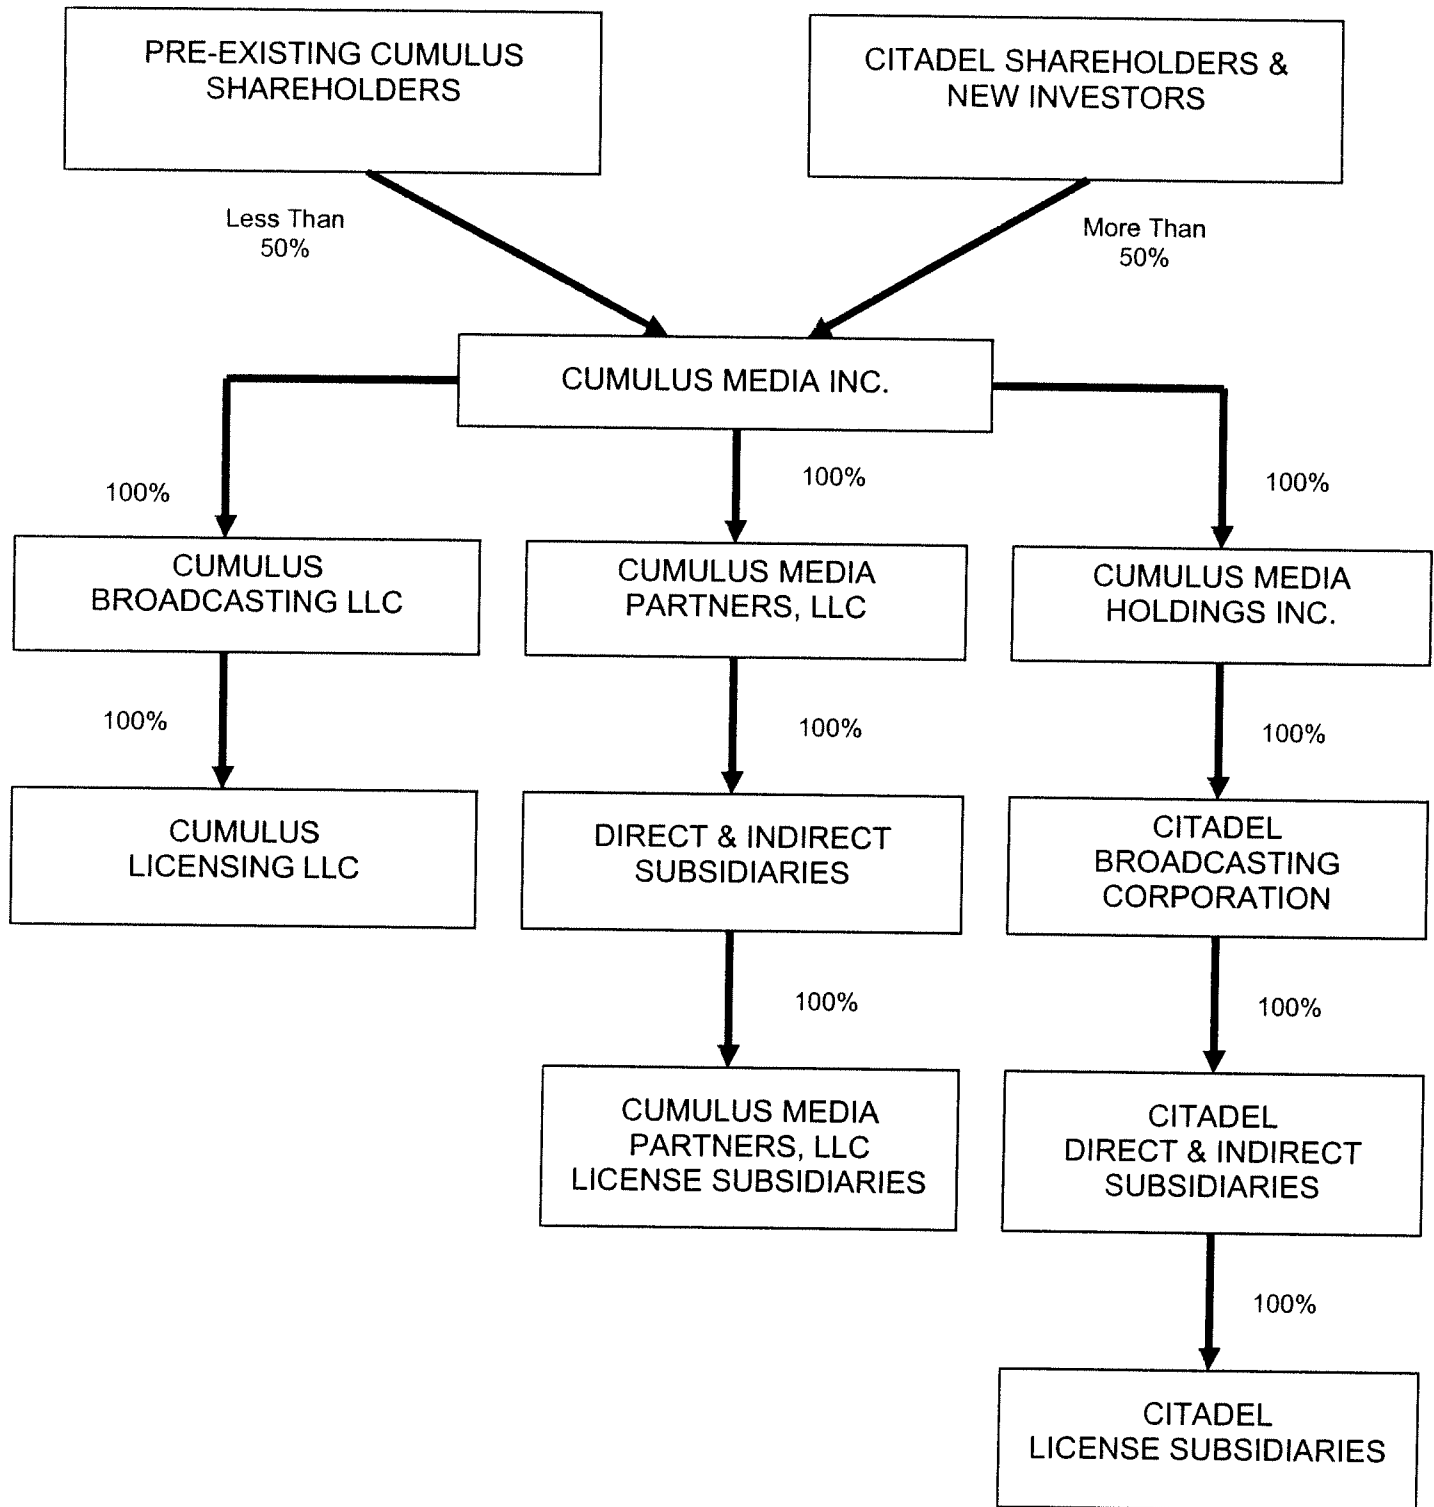 PRE-EXISTING CUMULUS
SHAREHOLDERS
CITADEL SHAREHOLDERS &
NEW INVESTORS
Less Than
50%
More Than
50%
CUMULUS MEDIA INC.
100%
100%
100%
CUMULUS
BROADCASTING LLC
CUMULUS MEDIA
PARTNERS, LLC
CUMULUS MEDIA
HOLDINGS INC.
100%
100%
100%
CUMULUS
LICENSING LLC
DIRECT & INDIRECT
SUBSIDIARIES
CITADEL
BROADCASTING
CORPORATION
100%
100%
CUMULUS MEDIA
PARTNERS, LLC
LICENSE SUBSIDIARIES
CITADEL
DIRECT & INDIRECT
SUBSIDIARIES
100%
CITADEL
LICENSE SUBSIDIARIES